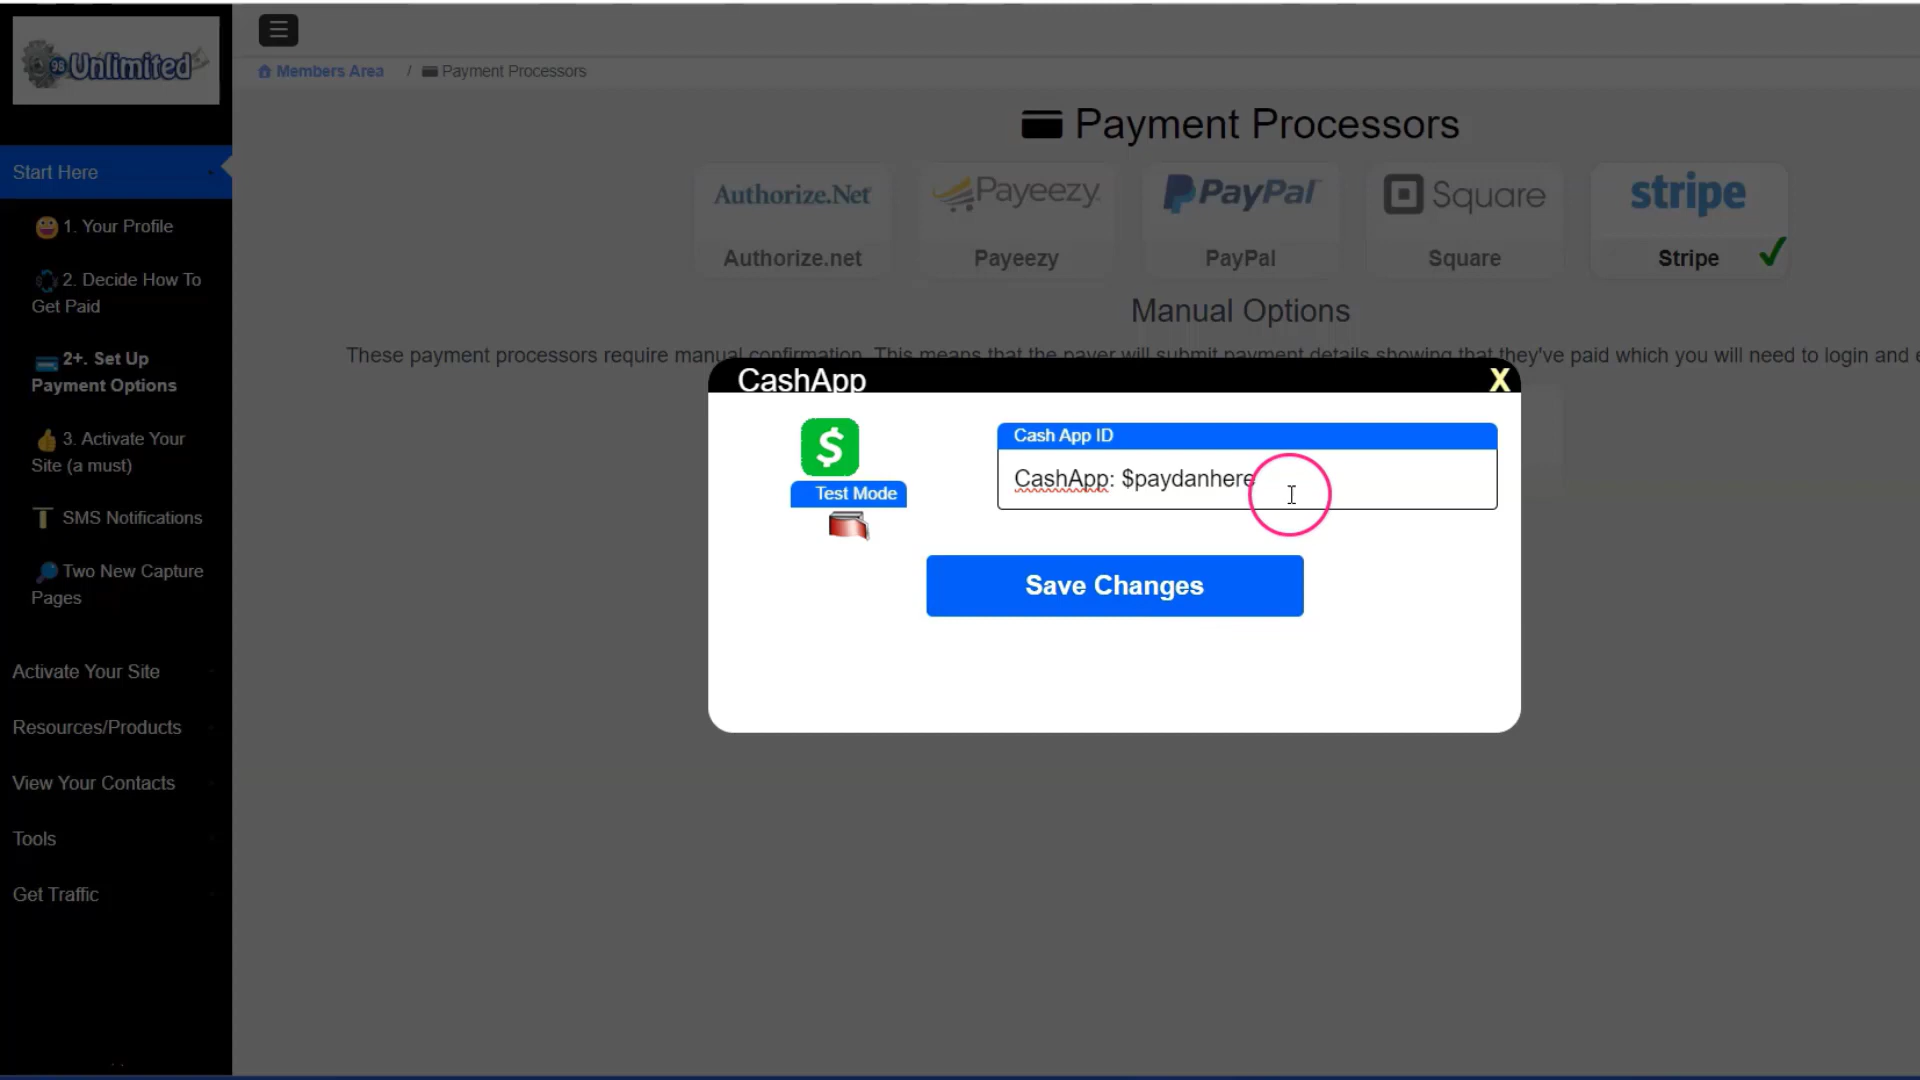 98 Unlimited
Members Area / Payment Processors
Payment Processors
Start Here
1. Your Profile
2. Decide How To
Get Paid
2+. Set Up
Payment Options
3. Activate Your
Site (a must)
SMS Notifications
Two New Capture
Pages
Activate Your Site
Resources/Products
View Your Contacts
Tools
Get Traffic
Authorize.Net
Authorize.net
Payeezy
Payeezy
PayPal
PayPal
Square
Square
stripe
Stripe
Manual Options
These payment processors require manual confirmation. This means that the payer will submit payment details showing that they've paid which you will need to login and e
CashApp
X
$
Test Mode
Cash App ID
CashApp: $paydanhere
Save Changes